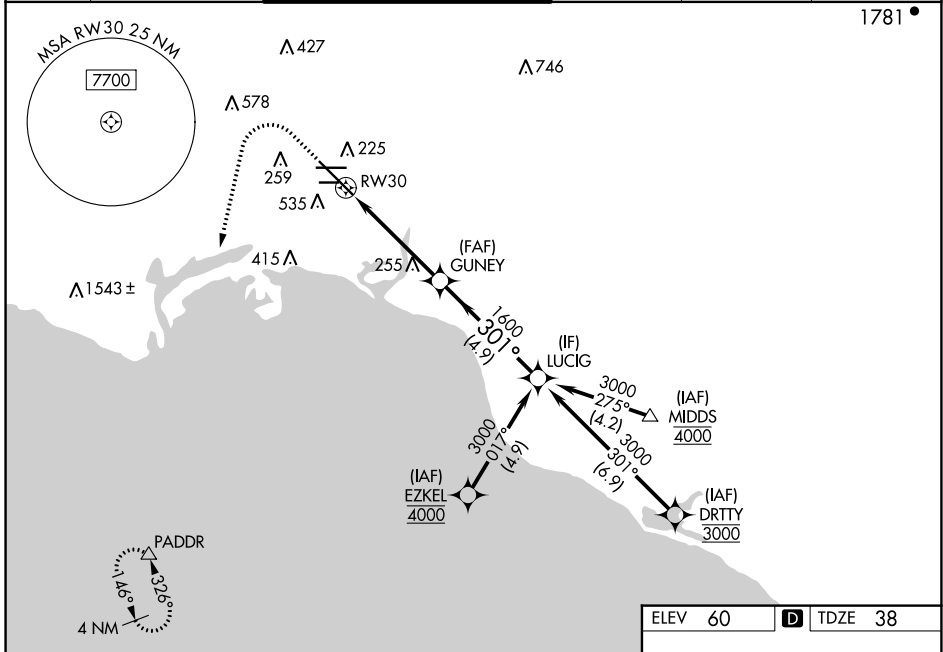 1781
MSA RW30 25 NM
7700
427
746
578
225
259
RW30
535
(FAF)
GUNEY
415
255
1543 ±
1600
301°
(4.9)
(IF)
LUCIG
3000
275°
(4.2)
(IAF)
MIDDS
4000
3000
017°
(4.9)
3000
301°
(6.9)
(IAF)
EZKEL
4000
(IAF)
DRTTY
3000
PADDR
146°
326°
4 NM
ELEV 60 D TDZE 38